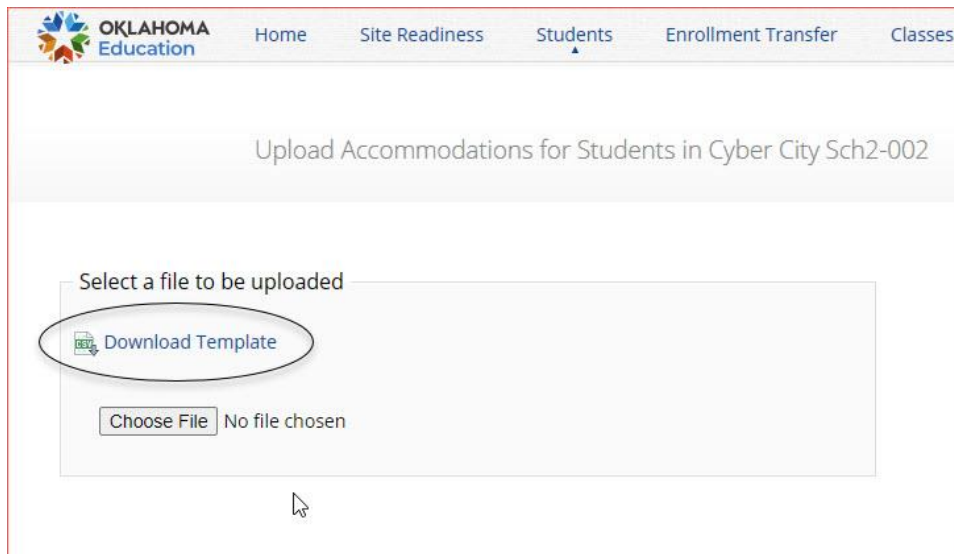 OKLAHOMA
Education
Home Site Readiness Students Enrollment Transfer Classes
Upload Accommodations for Students in Cyber City Sch2-002
Select a file to be uploaded
CSV Download Template
Choose File No file chosen